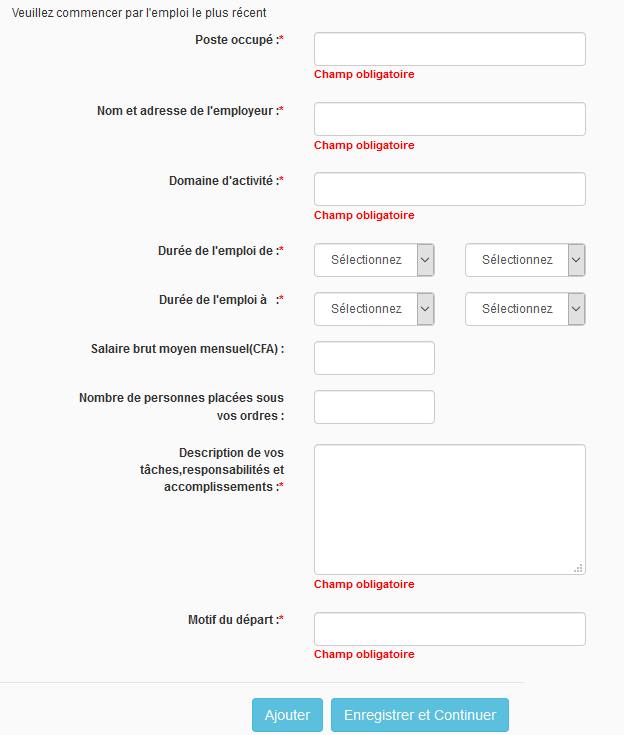 Veuillez commencer par l'emploi le plus récent
Poste occupé :*
Champ obligatoire
Nom et adresse de l'employeur :*
Champ obligatoire
Domaine d'activité :*
Champ obligatoire
Durée de l'emploi de :* Sélectionnez Sélectionnez
Durée de l'emploi à :* Sélectionnez Sélectionnez
Salaire brut moyen mensuel(CFA) :
Nombre de personnes placées sous
vos ordres :
Description de vos
tâches,responsabilités et
accomplissements :*
Champ obligatoire
Motif du départ :*
Champ obligatoire
Ajouter Enregistrer et Continuer